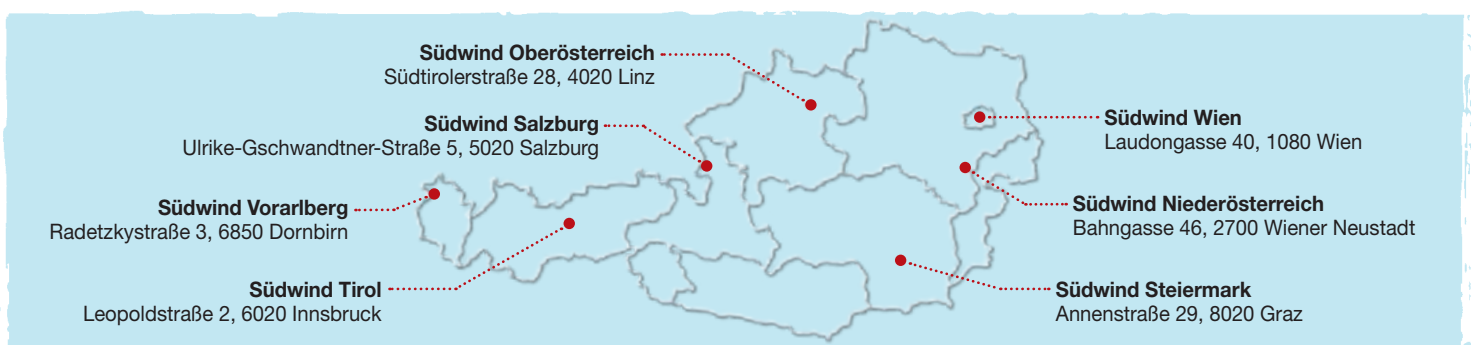 Südwind Oberösterreich
Südtirolerstraße 28, 4020 Linz
Südwind Salzburg
Ulrike-Gschwandtner-Straße 5, 5020 Salzburg
Südwind Vorarlberg
Radetzkystraße 3, 6850 Dornbirn
Südwind Tirol
Leopoldstraße 2, 6020 Innsbruck
Südwind Wien
Laudongasse 40, 1080 Wien
Südwind Niederösterreich
Bahngasse 46, 2700 Wiener Neustadt
Südwind Steiermark
Annenstraße 29, 8020 Graz